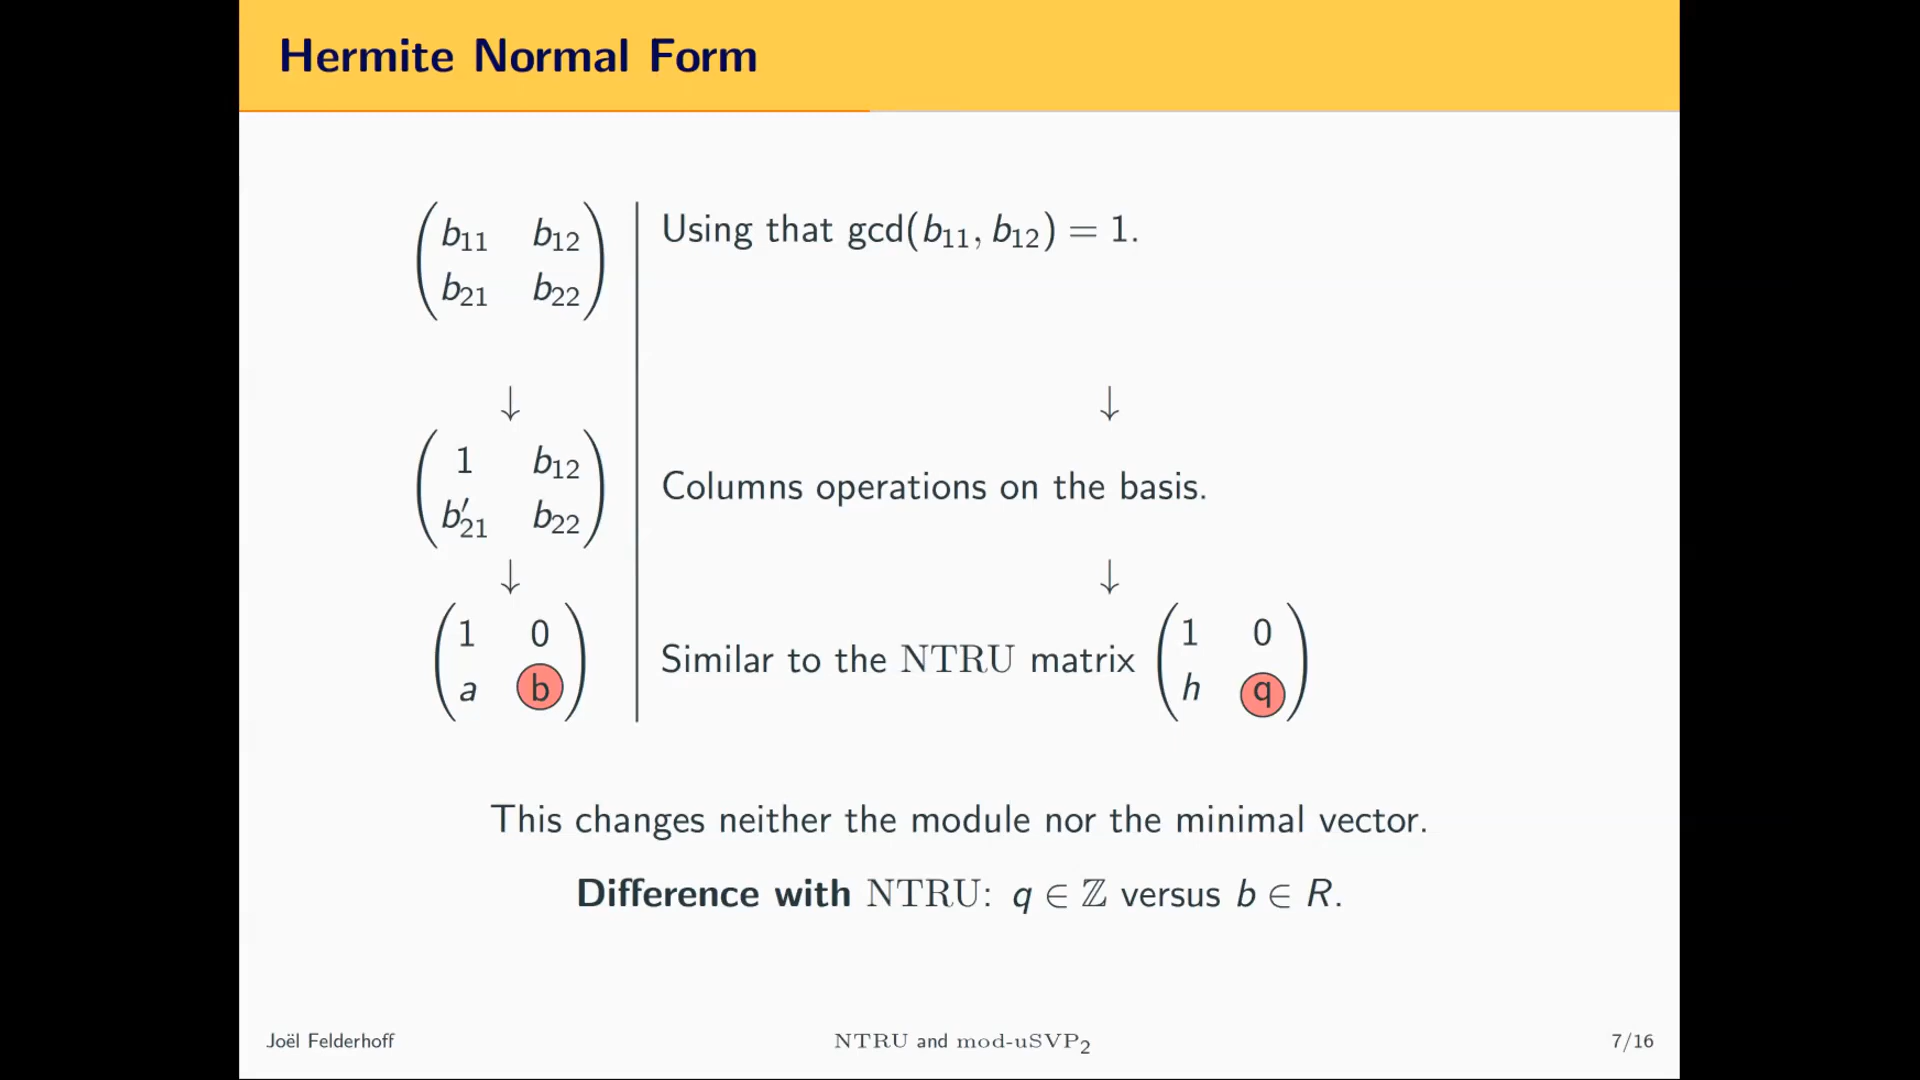 Hermite Normal Form
b₁₁ b₁₂
b₂₁ b₂₂
Using that gcd(b₁₁, b₁₂) = 1.
↓ ↓
1 b₁₂
b′₂₁ b₂₂
Columns operations on the basis.
↓ ↓
1 0
a b
Similar to the NTRU matrix
1 0
h q
This changes neither the module nor the minimal vector.
Difference with NTRU: q ∈ ℤ versus b ∈ R.
Joël Felderhoff
NTRU and mod-uSVP₂
7/16